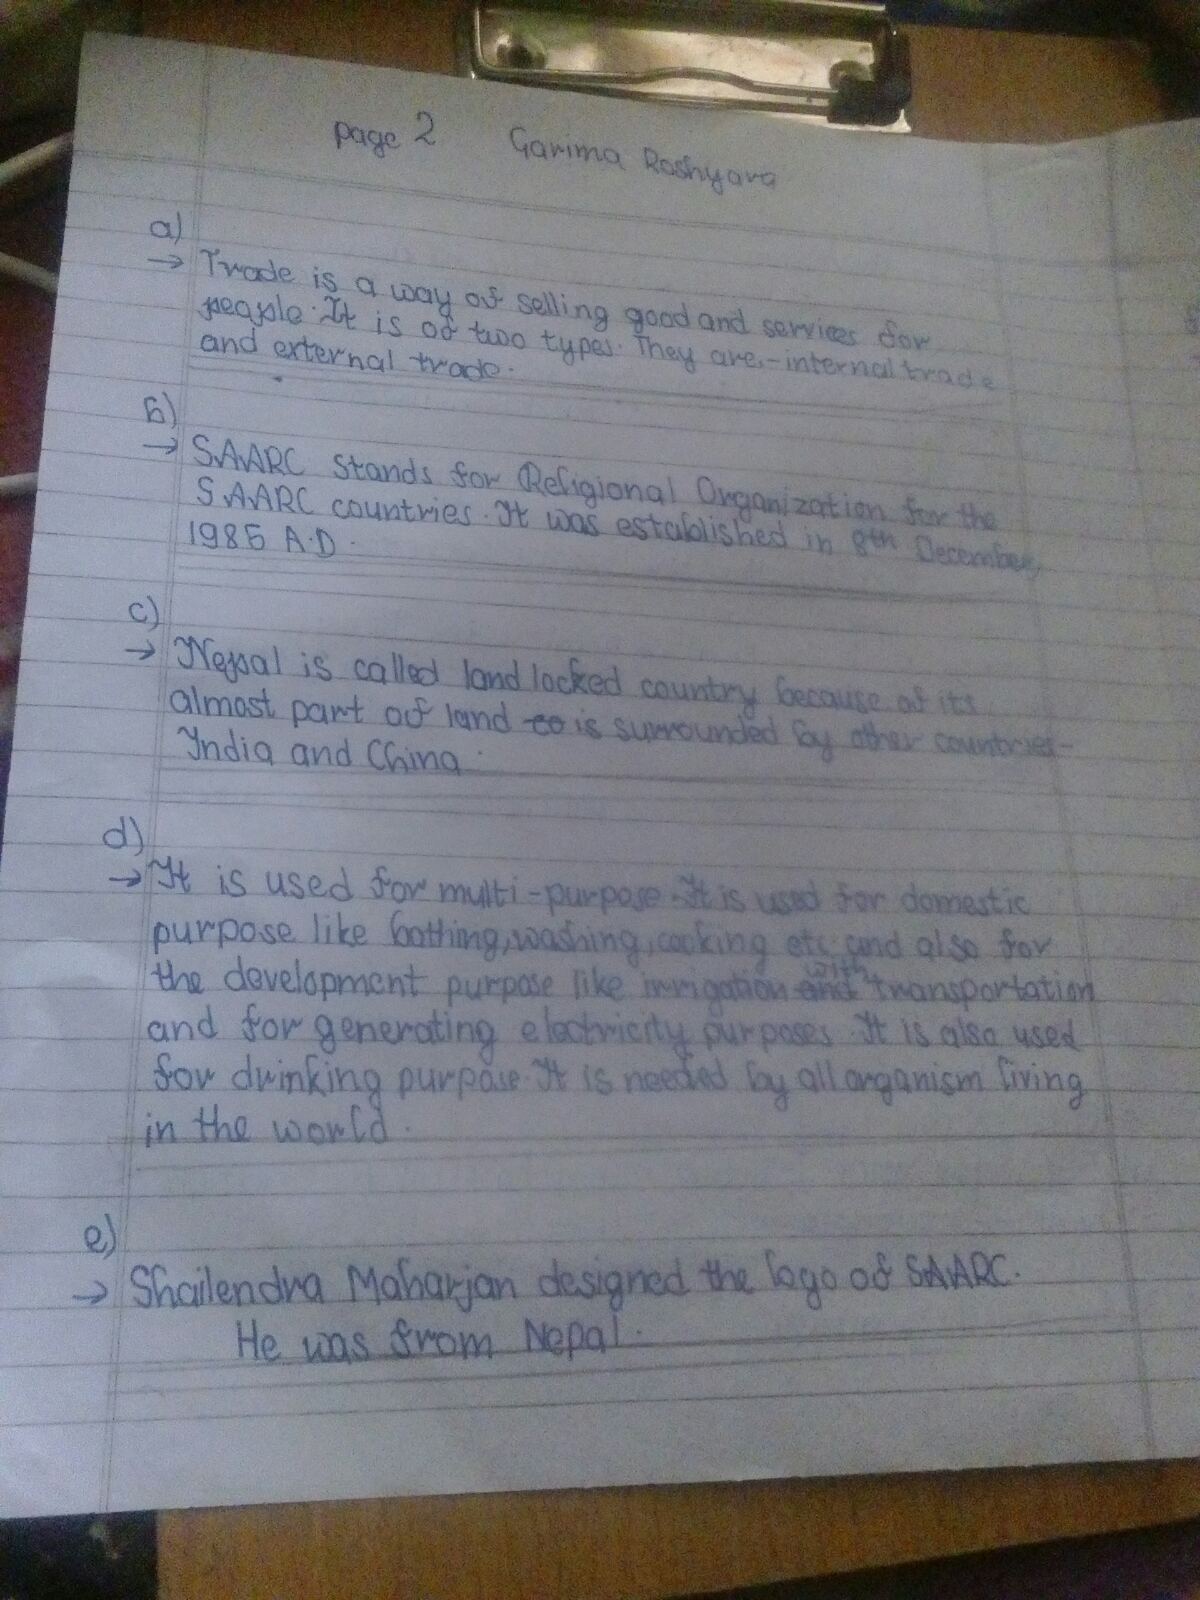 page 2 Garima Roshyara
a)
→ Trade is a way of selling good and services for
people. It is of two types. They are,-internal trade
and external trade.
b)
→ SAARC stands for Religional Organization for the
SAARC countries. It was established in 8th December,
1985 A.D.
c)
→ Nepal is called land locked country because of its
almost part of land to is surrounded by other countries-
India and China.
d)
→ It is used for multi-purpose. It is used for domestic
purpose like bathing, washing, cooking etc and also for
the development purpose like irrigation and with transportation
and for generating electricity purposes. It is also used
for drinking purpose. It is needed by all organism living
in the world.
e)
→ Shailendra Maharjan designed the logo of SAARC.
He was from Nepal.